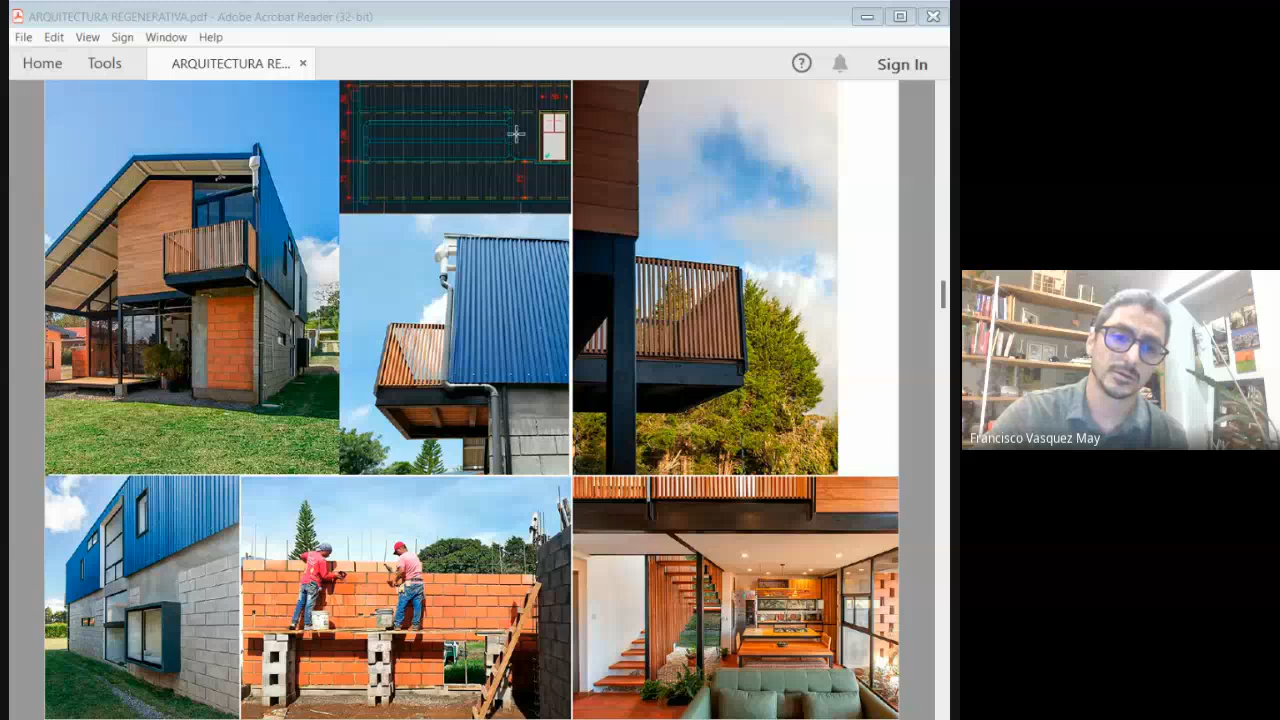 ARQUITECTURA REGENERATIVA.pdf - Adobe Acrobat Reader (32-bit)
File Edit View Sign Window Help
Home Tools ARQUITECTURA RE... × Sign In
Francisco Vasquez May